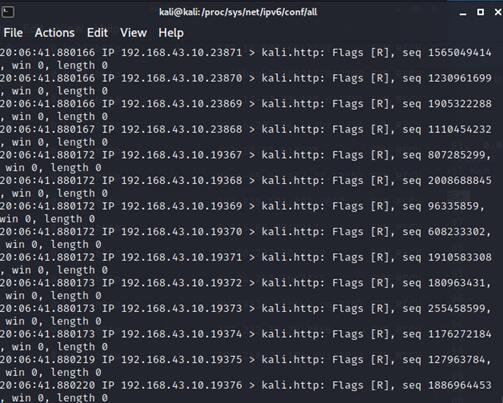 kali@kali: /proc/sys/net/ipv6/conf/all
File Actions Edit View Help
20:06:41.880166 IP 192.168.43.10.23871 > kali.http: Flags [R], seq 1565049414
, win 0, length 0
20:06:41.880166 IP 192.168.43.10.23870 > kali.http: Flags [R], seq 1230961699
, win 0, length 0
20:06:41.880166 IP 192.168.43.10.23869 > kali.http: Flags [R], seq 1905322288
, win 0, length 0
20:06:41.880167 IP 192.168.43.10.23868 > kali.http: Flags [R], seq 1110454232
, win 0, length 0
20:06:41.880172 IP 192.168.43.10.19367 > kali.http: Flags [R], seq 807285299,
win 0, length 0
20:06:41.880172 IP 192.168.43.10.19368 > kali.http: Flags [R], seq 2008688845
, win 0, length 0
20:06:41.880172 IP 192.168.43.10.19369 > kali.http: Flags [R], seq 96335859,
win 0, length 0
20:06:41.880172 IP 192.168.43.10.19370 > kali.http: Flags [R], seq 608233302,
win 0, length 0
20:06:41.880172 IP 192.168.43.10.19371 > kali.http: Flags [R], seq 1910583308
, win 0, length 0
20:06:41.880173 IP 192.168.43.10.19372 > kali.http: Flags [R], seq 180963431,
win 0, length 0
20:06:41.880173 IP 192.168.43.10.19373 > kali.http: Flags [R], seq 255458599,
win 0, length 0
20:06:41.880173 IP 192.168.43.10.19374 > kali.http: Flags [R], seq 1176272184
, win 0, length 0
20:06:41.880219 IP 192.168.43.10.19375 > kali.http: Flags [R], seq 127963784,
win 0, length 0
20:06:41.880220 IP 192.168.43.10.19376 > kali.http: Flags [R], seq 1886964453
, win 0, length 0